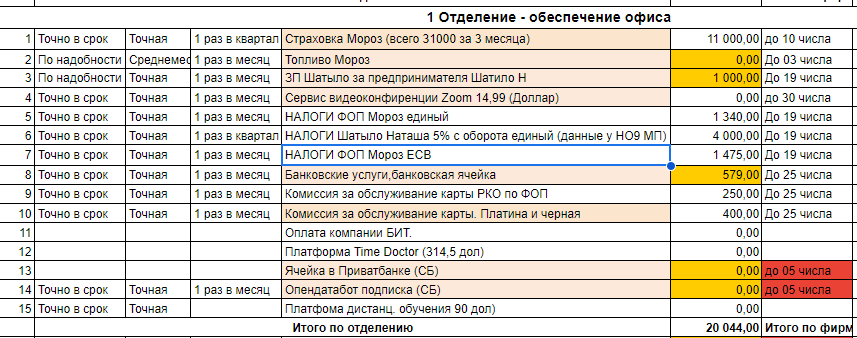 1 Отделение - обеспечение офиса
1 Точно в срок Точная 1 раз в квартал Страховка Мороз (всего 31000 за 3 месяца) 11 000,00 до 10 числа
2 По надобности Среднемес 1 раз в месяц Топливо Мороз 0,00 До 03 числа
3 По надобности Точная 1 раз в месяц ЗП Шатыло за предпринимателя Шатило Н 1 000,00 До 19 числа
4 Точно в срок Точная 1 раз в месяц Сервис видеоконфиренции Zoom 14,99 (Доллар) 0,00 до 30 числа
5 Точно в срок Точная 1 раз в месяц НАЛОГИ ФОП Мороз единый 1 340,00 До 19 числа
6 Точно в срок Точная 1 раз в квартал НАЛОГИ Шатыло Наташа 5% с оборота единый (данные у НО9 МП) 4 000,00 До 19 числа
7 Точно в срок Точная 1 раз в месяц НАЛОГИ ФОП Мороз ЕСВ 1 475,00 До 19 числа
8 Точно в срок Точная 1 раз в месяц Банковские услуги,банковская ячейка 579,00 До 25 числа
9 Точно в срок Точная 1 раз в месяц Комиссия за обслуживание карты РКО по ФОП 250,00 До 25 числа
10 Точно в срок Точная 1 раз в месяц Комиссия за обслуживание карты. Платина и черная 400,00 До 25 числа
11 Оплата компании БИТ. 0,00
12 Платформа Time Doctor (314,5 дол) 0,00
13 Ячейка в Приватбанке (СБ) 0,00 до 05 числа
14 Точно в срок Точная 1 раз в месяц Опендатабот подписка (СБ) 0,00 до 05 числа
15 Точно в срок Точная Платфома дистанц. обучения 90 дол) 0,00
Итого по отделению 20 044,00 Итого по фирм